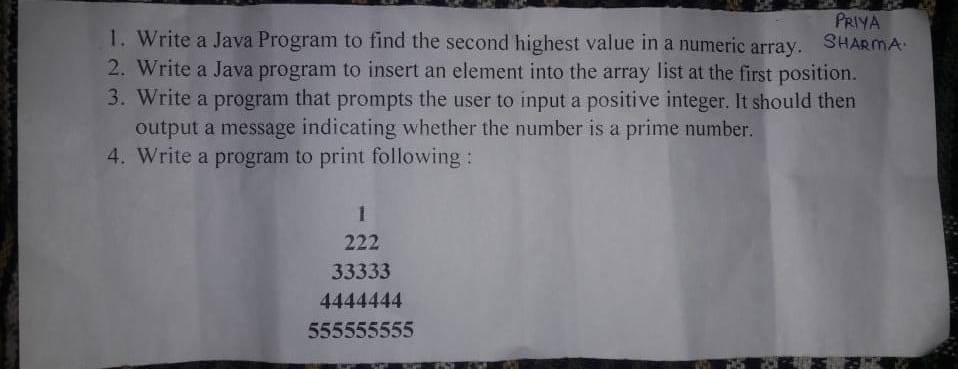 PRIYA
SHARMA.
1. Write a Java Program to find the second highest value in a numeric array.
2. Write a Java program to insert an element into the array list at the first position.
3. Write a program that prompts the user to input a positive integer. It should then
output a message indicating whether the number is a prime number.
4. Write a program to print following :
1
222
33333
4444444
555555555